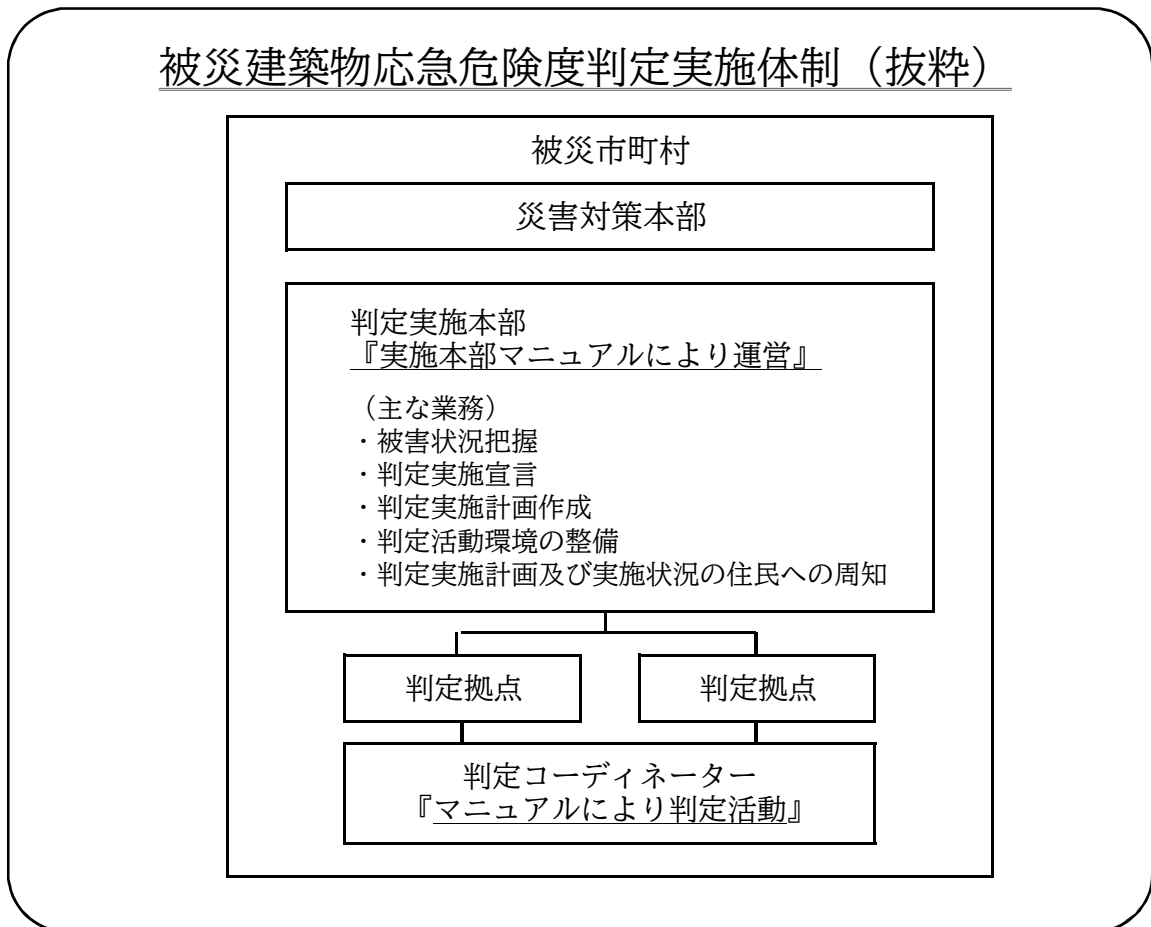 被災建築物応急危険度判定実施体制（抜粋）
被災市町村
災害対策本部
判定実施本部
『実施本部マニュアルにより運営』
（主な業務）
・被害状況把握
・判定実施宣言
・判定実施計画作成
・判定活動環境の整備
・判定実施計画及び実施状況の住民への周知
判定拠点
判定拠点
判定コーディネーター
『マニュアルにより判定活動』